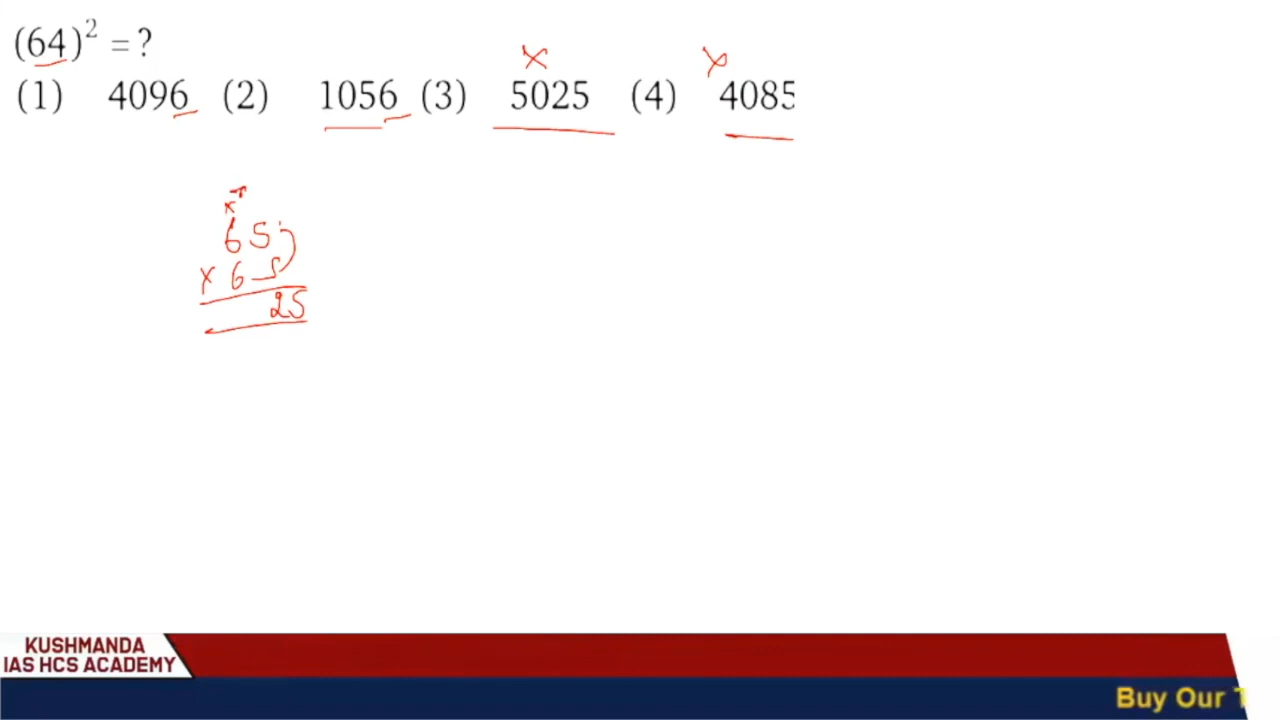 (64)² = ?
(1) 4096 (2) 1056 (3) 5025 (4) 4085
65
× 65
25
KUSHMANDA
IAS HCS ACADEMY
Buy Our